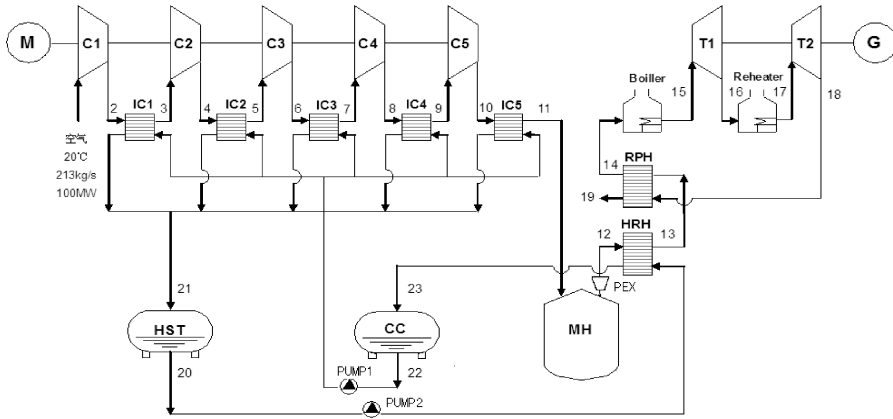 M
C1
C2
C3
C4
C5
T1
T2
G
Boiller
Reheater
IC1
IC2
IC3
IC4
IC5
2
3
4
5
6
7
8
9
10
11
15
16
17
18
空气
20℃
213kg/s
100MW
14
RPH
19
HRH
12
13
21
23
PEX
HST
CC
MH
20
22
PUMP1
PUMP2